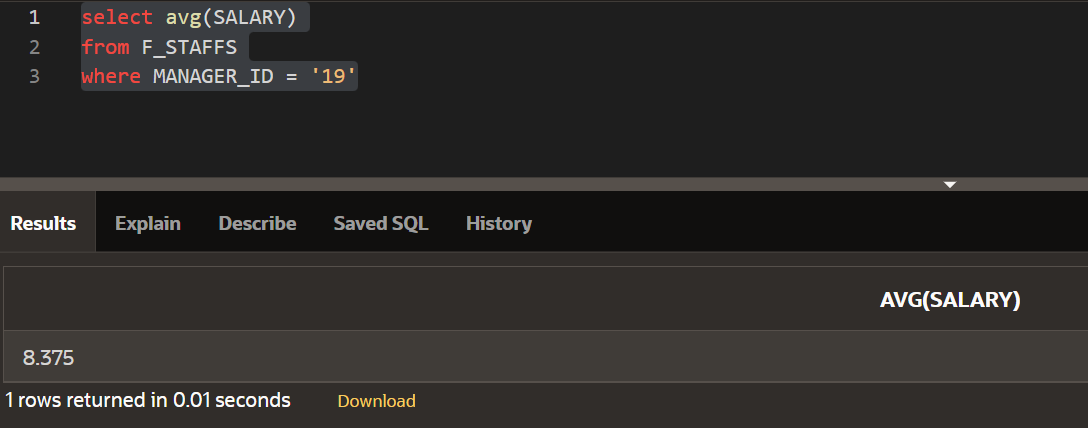 1 select avg(SALARY)
2 from F_STAFFS
3 where MANAGER_ID = '19'
Results Explain Describe Saved SQL History
AVG(SALARY)
8.375
1 rows returned in 0.01 seconds Download